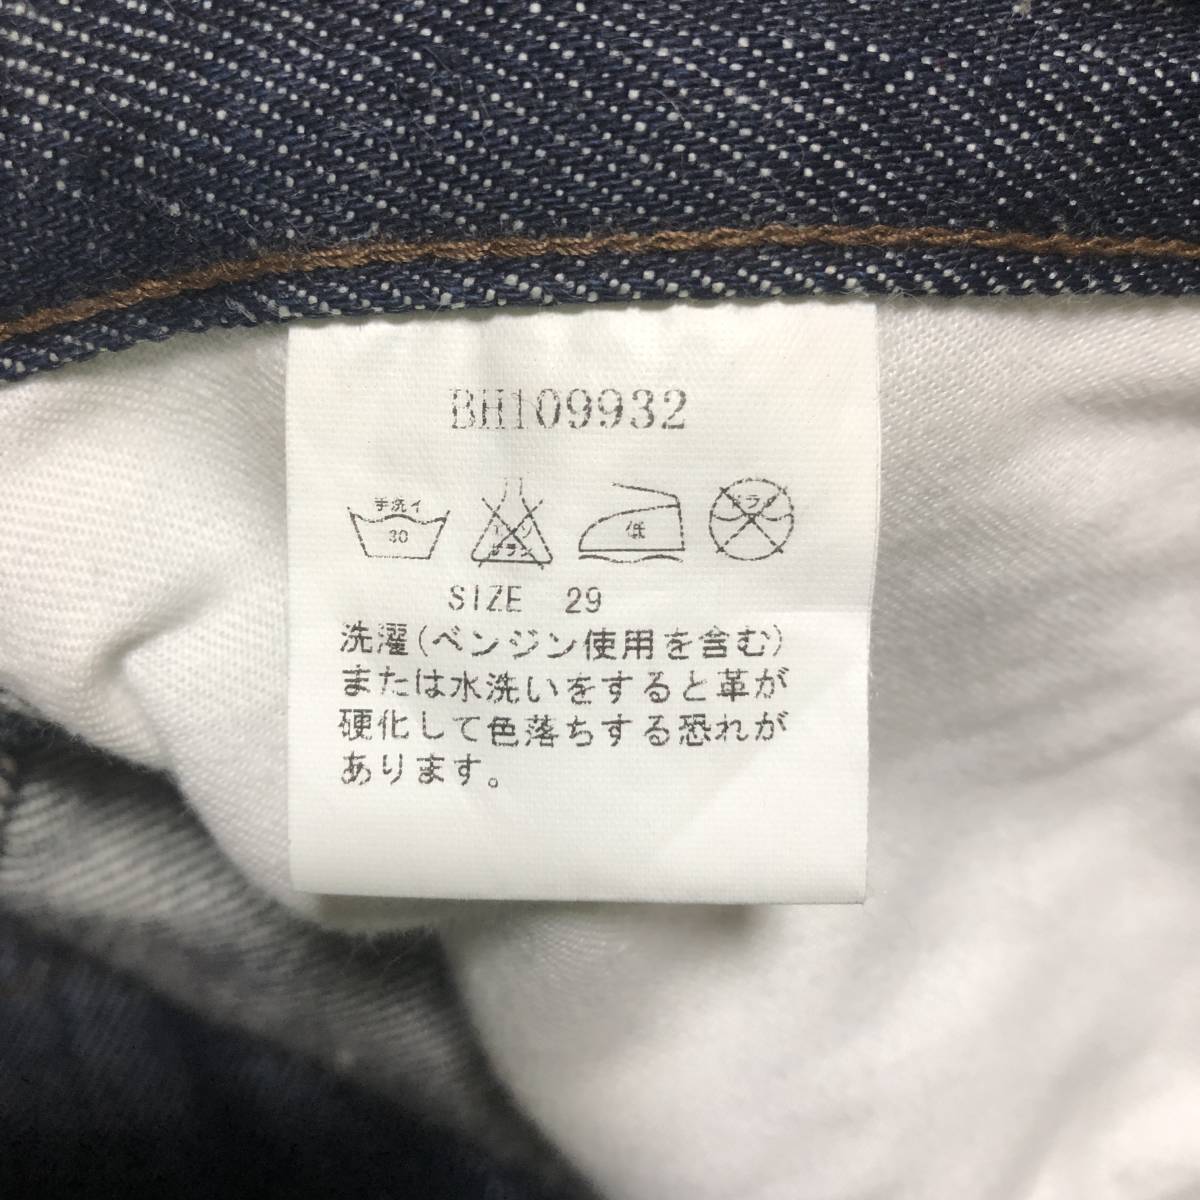 BH109932
手洗イ
30
エンソ
サラシ
低
ドライ
SIZE 29
洗濯(ベンジン使用を含む)
または水洗いをすると革が
硬化して色落ちする恐れが
あります。